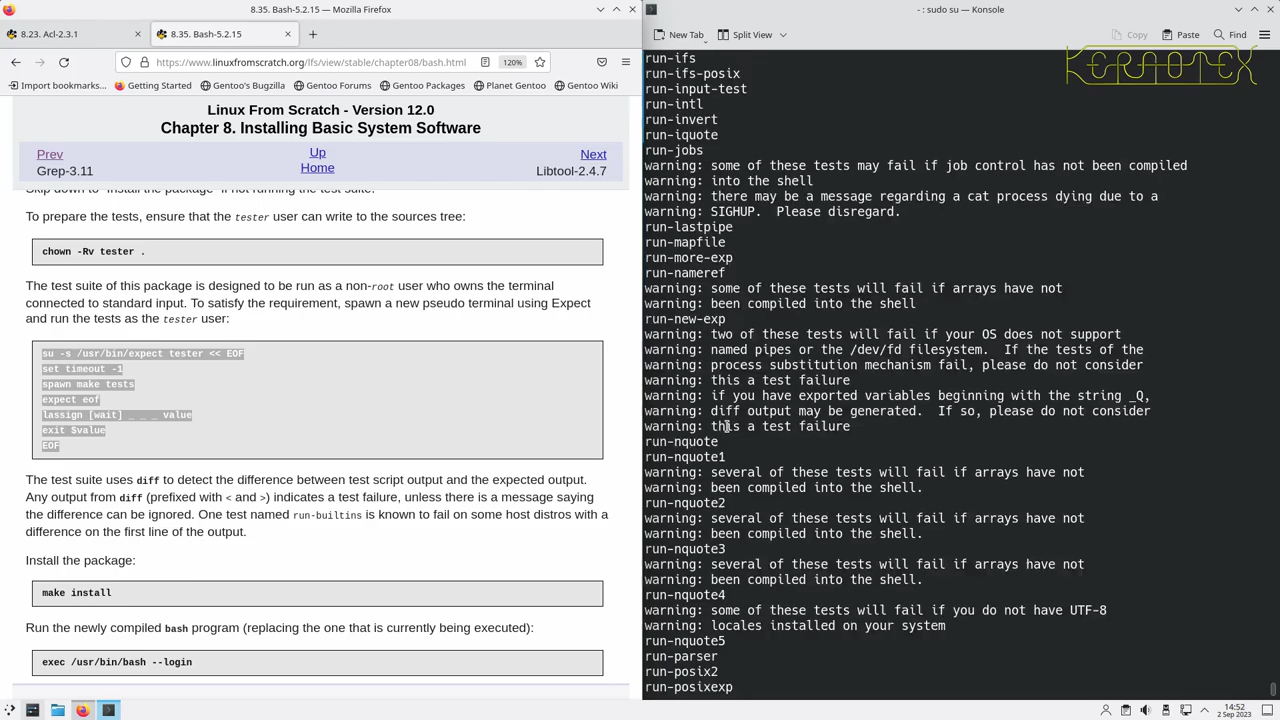 8.35. Bash-5.2.15 — Mozilla Firefox
8.23. Acl-2.3.1
8.35. Bash-5.2.15
https://www.linuxfromscratch.org/lfs/view/stable/chapter08/bash.html
120%
Import bookmarks...
Getting Started
Gentoo's Bugzilla
Gentoo Forums
Gentoo Packages
Planet Gentoo
Gentoo Wiki
Linux From Scratch - Version 12.0
Chapter 8. Installing Basic System Software
Prev
Up
Next
Grep-3.11
Home
Libtool-2.4.7
Skip down to "Install the package" if not running the test suite.
To prepare the tests, ensure that the tester user can write to the sources tree:
chown -Rv tester .
The test suite of this package is designed to be run as a non-root user who owns the terminal
connected to standard input. To satisfy the requirement, spawn a new pseudo terminal using Expect
and run the tests as the tester user:
su -s /usr/bin/expect tester << EOF
set timeout -1
spawn make tests
expect eof
lassign [wait] _ _ _ value
exit $value
EOF
The test suite uses diff to detect the difference between test script output and the expected output.
Any output from diff (prefixed with < and >) indicates a test failure, unless there is a message saying
the difference can be ignored. One test named run-builtins is known to fail on some host distros with a
difference on the first line of the output.
Install the package:
make install
Run the newly compiled bash program (replacing the one that is currently being executed):
exec /usr/bin/bash --login
- : sudo su — Konsole
New Tab
Split View
Copy
Paste
Find
KEROTEX
run-ifs
run-ifs-posix
run-input-test
run-intl
run-invert
run-iquote
run-jobs
warning: some of these tests may fail if job control has not been compiled
warning: into the shell
warning: there may be a message regarding a cat process dying due to a
warning: SIGHUP.  Please disregard.
run-lastpipe
run-mapfile
run-more-exp
run-nameref
warning: some of these tests will fail if arrays have not
warning: been compiled into the shell
run-new-exp
warning: two of these tests will fail if your OS does not support
warning: named pipes or the /dev/fd filesystem.  If the tests of the
warning: process substitution mechanism fail, please do not consider
warning: this a test failure
warning: if you have exported variables beginning with the string _Q,
warning: diff output may be generated.  If so, please do not consider
warning: this a test failure
run-nquote
run-nquote1
warning: several of these tests will fail if arrays have not
warning: been compiled into the shell.
run-nquote2
warning: several of these tests will fail if arrays have not
warning: been compiled into the shell.
run-nquote3
warning: several of these tests will fail if arrays have not
warning: been compiled into the shell.
run-nquote4
warning: some of these tests will fail if you do not have UTF-8
warning: locales installed on your system
run-nquote5
run-parser
run-posix2
run-posixexp
14:52
2 Sep 2023